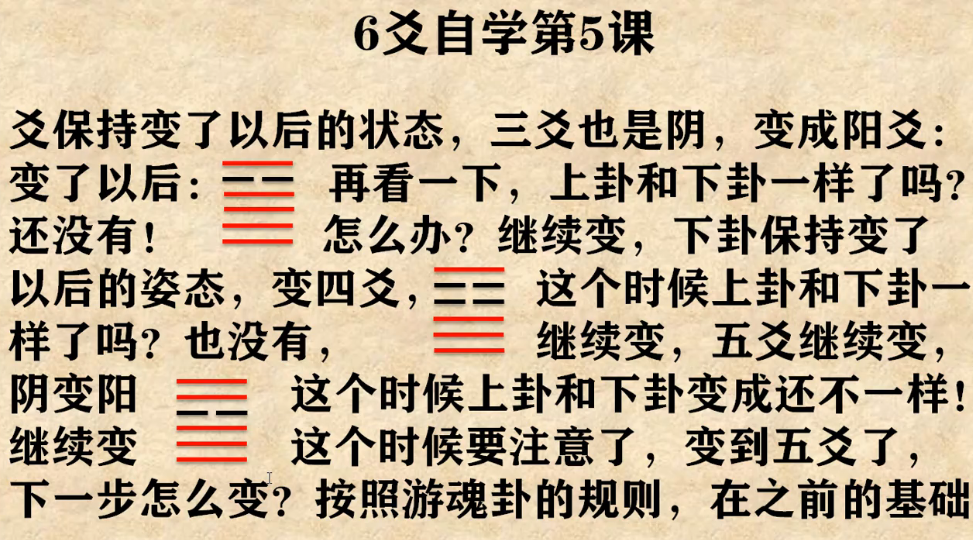 6爻自学第5课
爻保持变了以后的状态，三爻也是阴，变成阳爻：
变了以后： 再看一下，上卦和下卦一样了吗？
还没有！ 怎么办？继续变，下卦保持变了
以后的姿态，变四爻， 这个时候上卦和下卦一
样了吗？也没有， 继续变，五爻继续变，
阴变阳 这个时候上卦和下卦变成还不一样！
继续变 这个时候要注意了，变到五爻了，
下一步怎么变？按照游魂卦的规则，在之前的基础